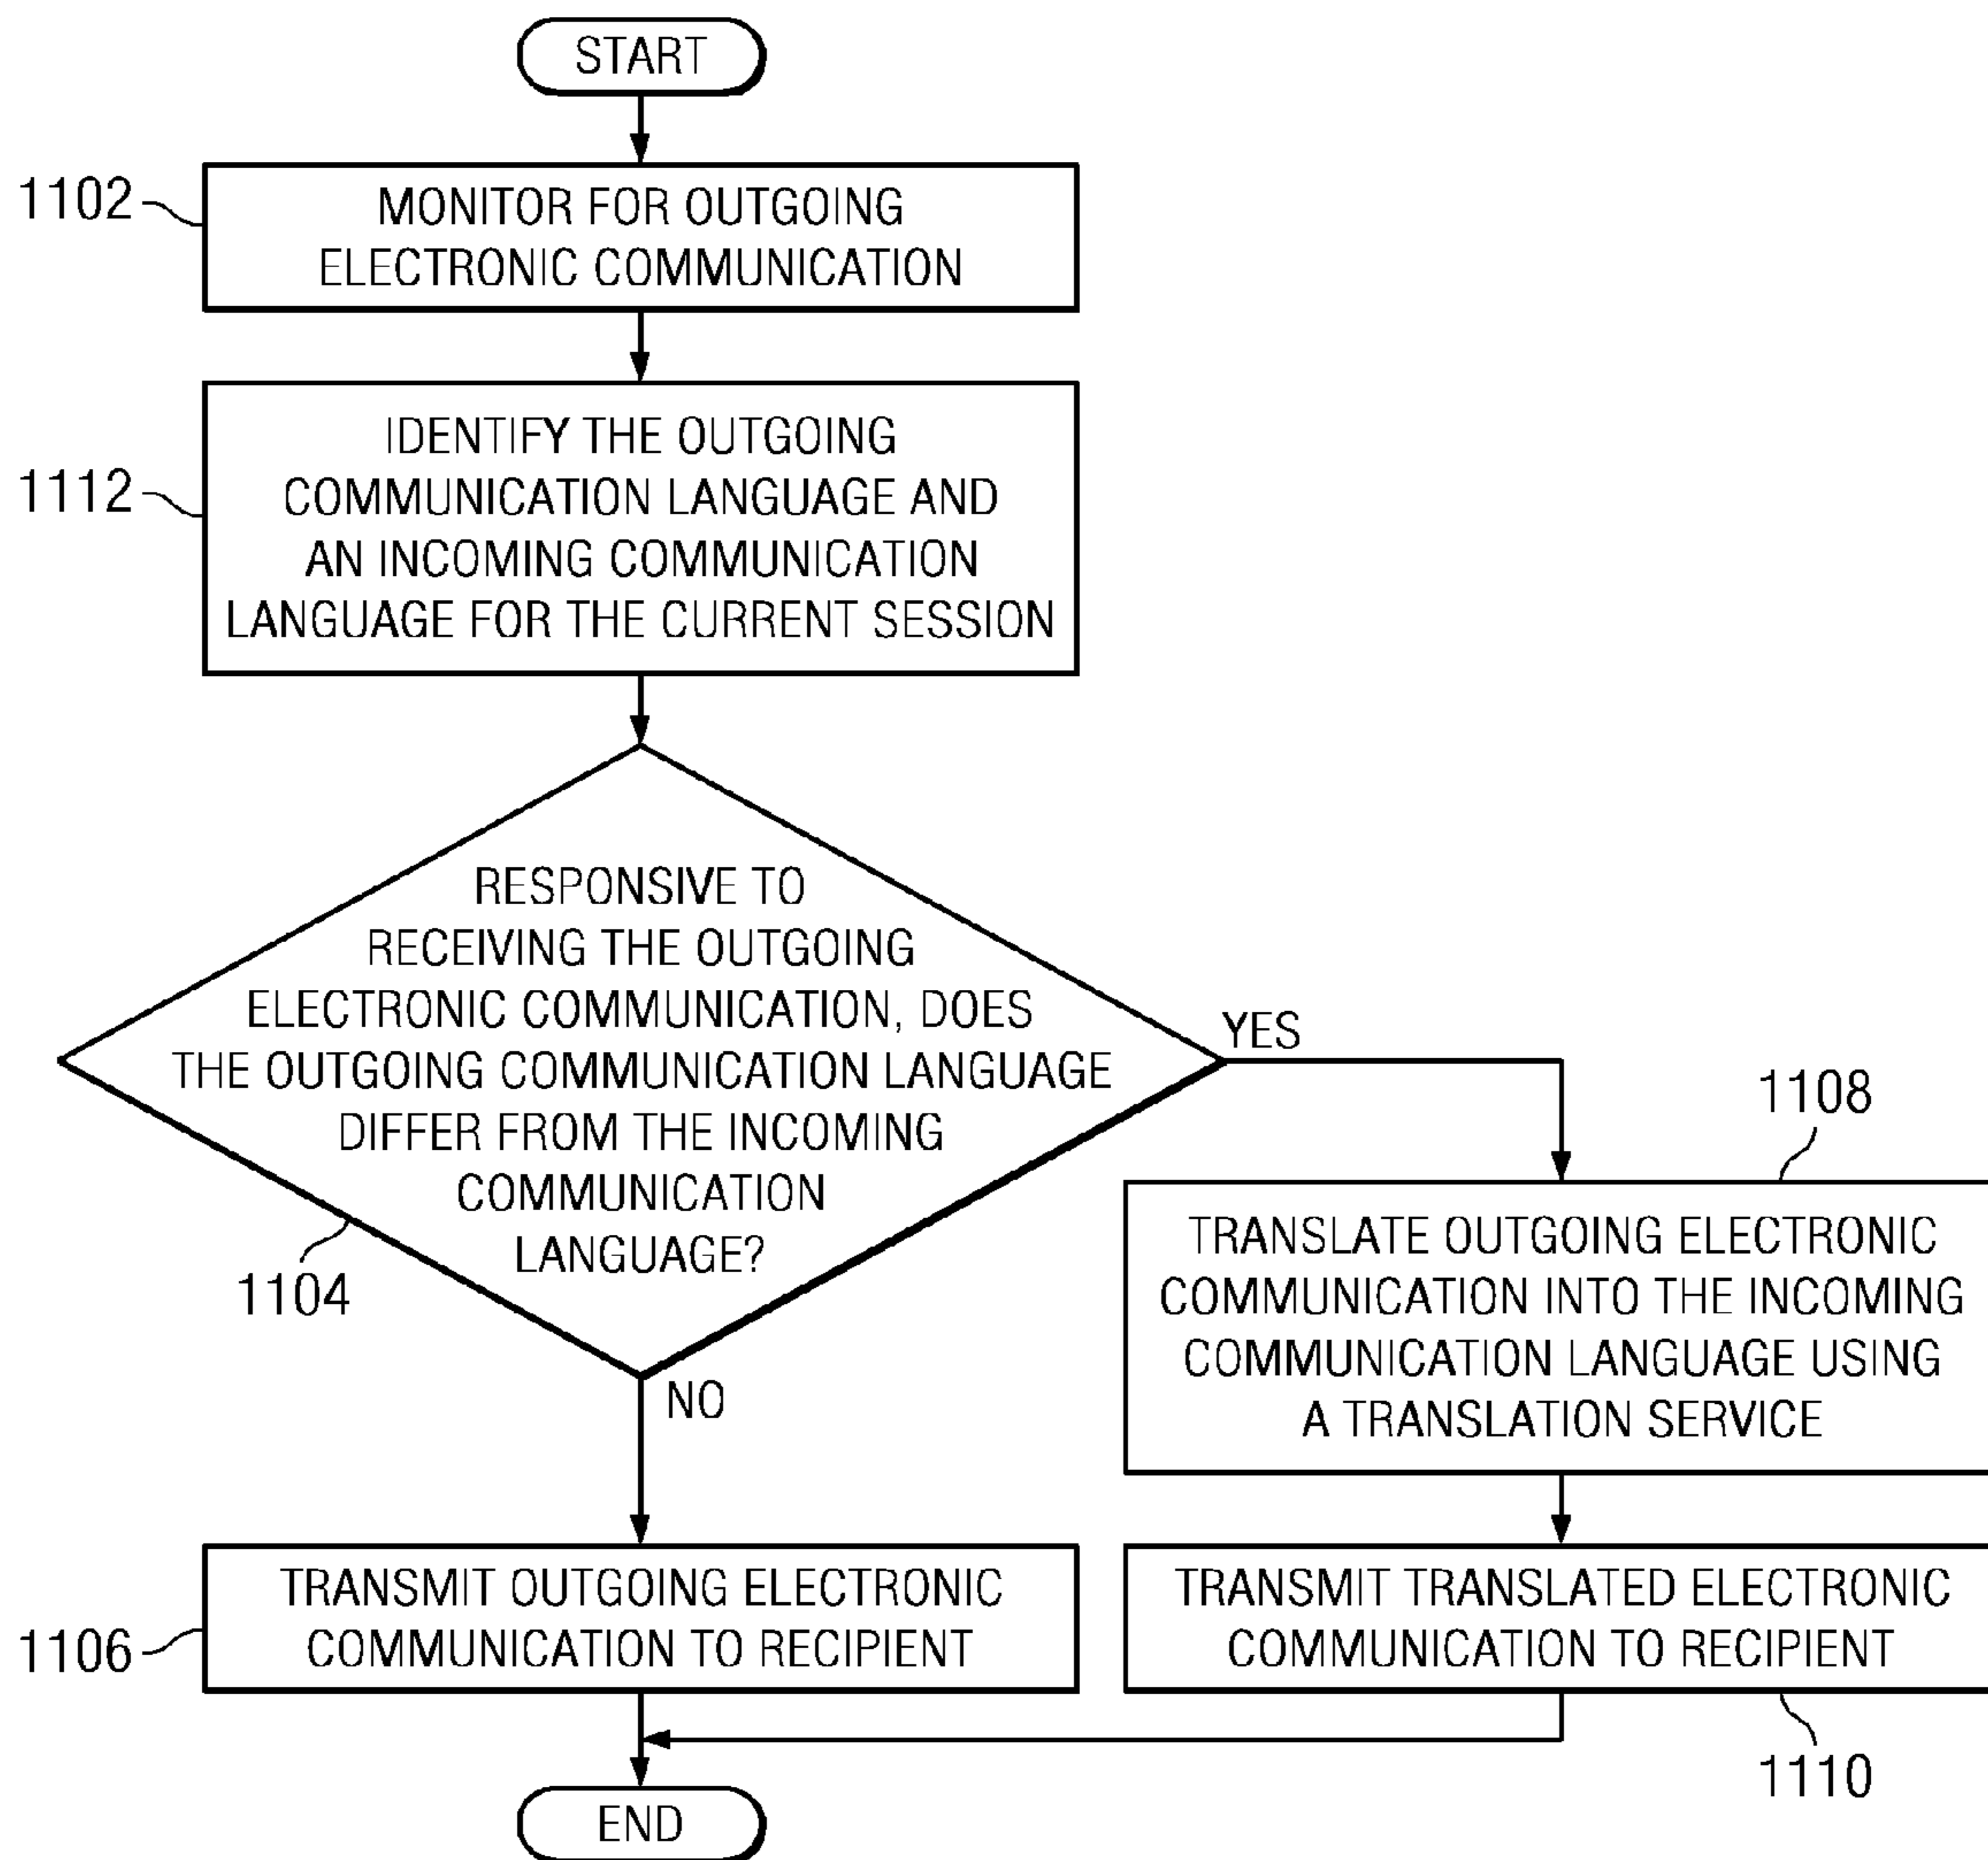 START
1102
MONITOR FOR OUTGOING
ELECTRONIC COMMUNICATION
1112
IDENTIFY THE OUTGOING
COMMUNICATION LANGUAGE AND
AN INCOMING COMMUNICATION
LANGUAGE FOR THE CURRENT SESSION
RESPONSIVE TO
RECEIVING THE OUTGOING
ELECTRONIC COMMUNICATION, DOES
THE OUTGOING COMMUNICATION LANGUAGE
DIFFER FROM THE INCOMING
COMMUNICATION
LANGUAGE?
1104
YES
NO
1108
TRANSLATE OUTGOING ELECTRONIC
COMMUNICATION INTO THE INCOMING
COMMUNICATION LANGUAGE USING
A TRANSLATION SERVICE
1106
TRANSMIT OUTGOING ELECTRONIC
COMMUNICATION TO RECIPIENT
TRANSMIT TRANSLATED ELECTRONIC
COMMUNICATION TO RECIPIENT
1110
END